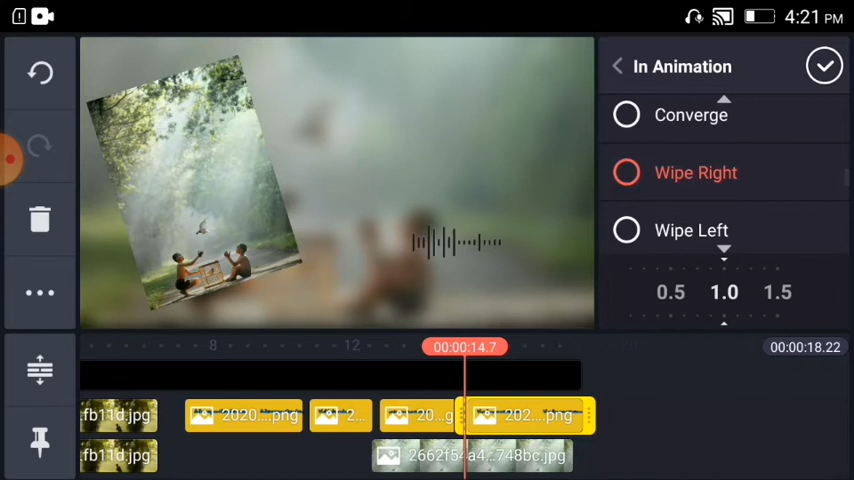 4:21 PM
In Animation
Converge
Wipe Right
Wipe Left
0.5 1.0 1.5
8 12
00:00:14.7
00:00:18.22
fb11d.jpg 2020....png 2... 20...g 202....png
fb11d.jpg 2662f54a4...748bc.jpg